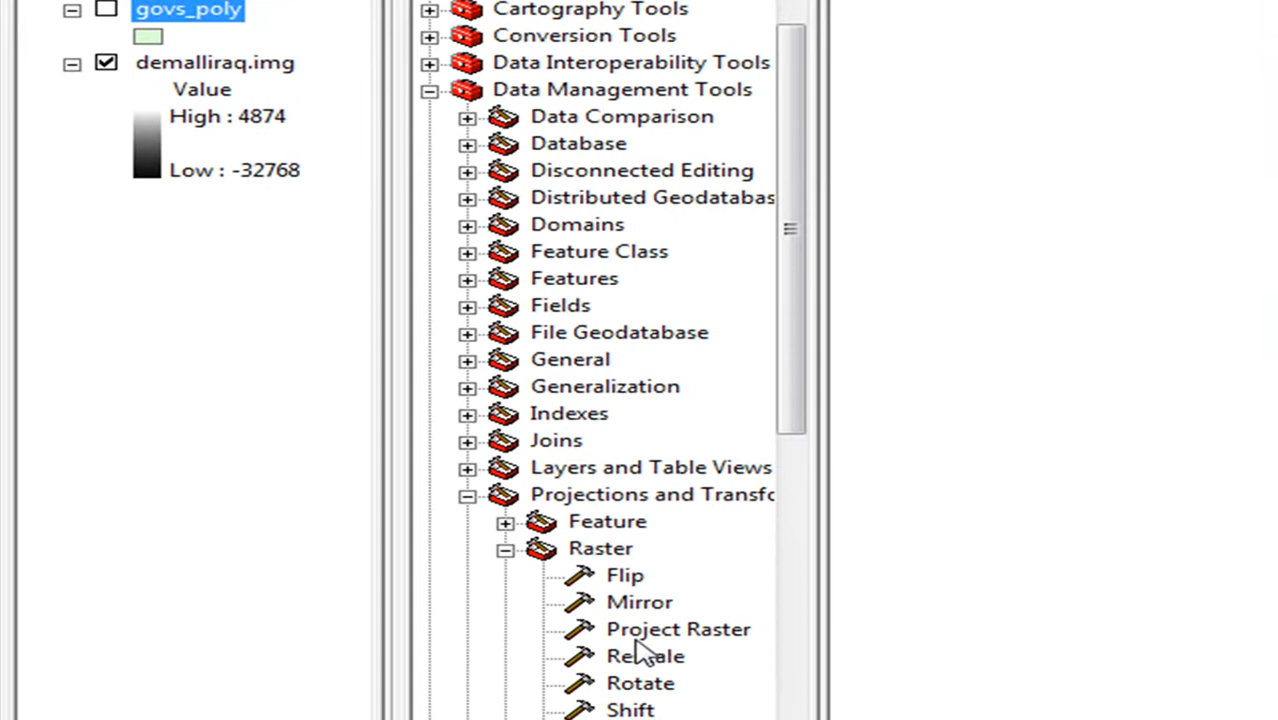 govs_poly
demalliraq.img
Value
High : 4874
Low : -32768
Cartography Tools
Conversion Tools
Data Interoperability Tools
Data Management Tools
Data Comparison
Database
Disconnected Editing
Distributed Geodatabas
Domains
Feature Class
Features
Fields
File Geodatabase
General
Generalization
Indexes
Joins
Layers and Table Views
Projections and Transfo
Feature
Raster
Flip
Mirror
Project Raster
Rotate
Shift